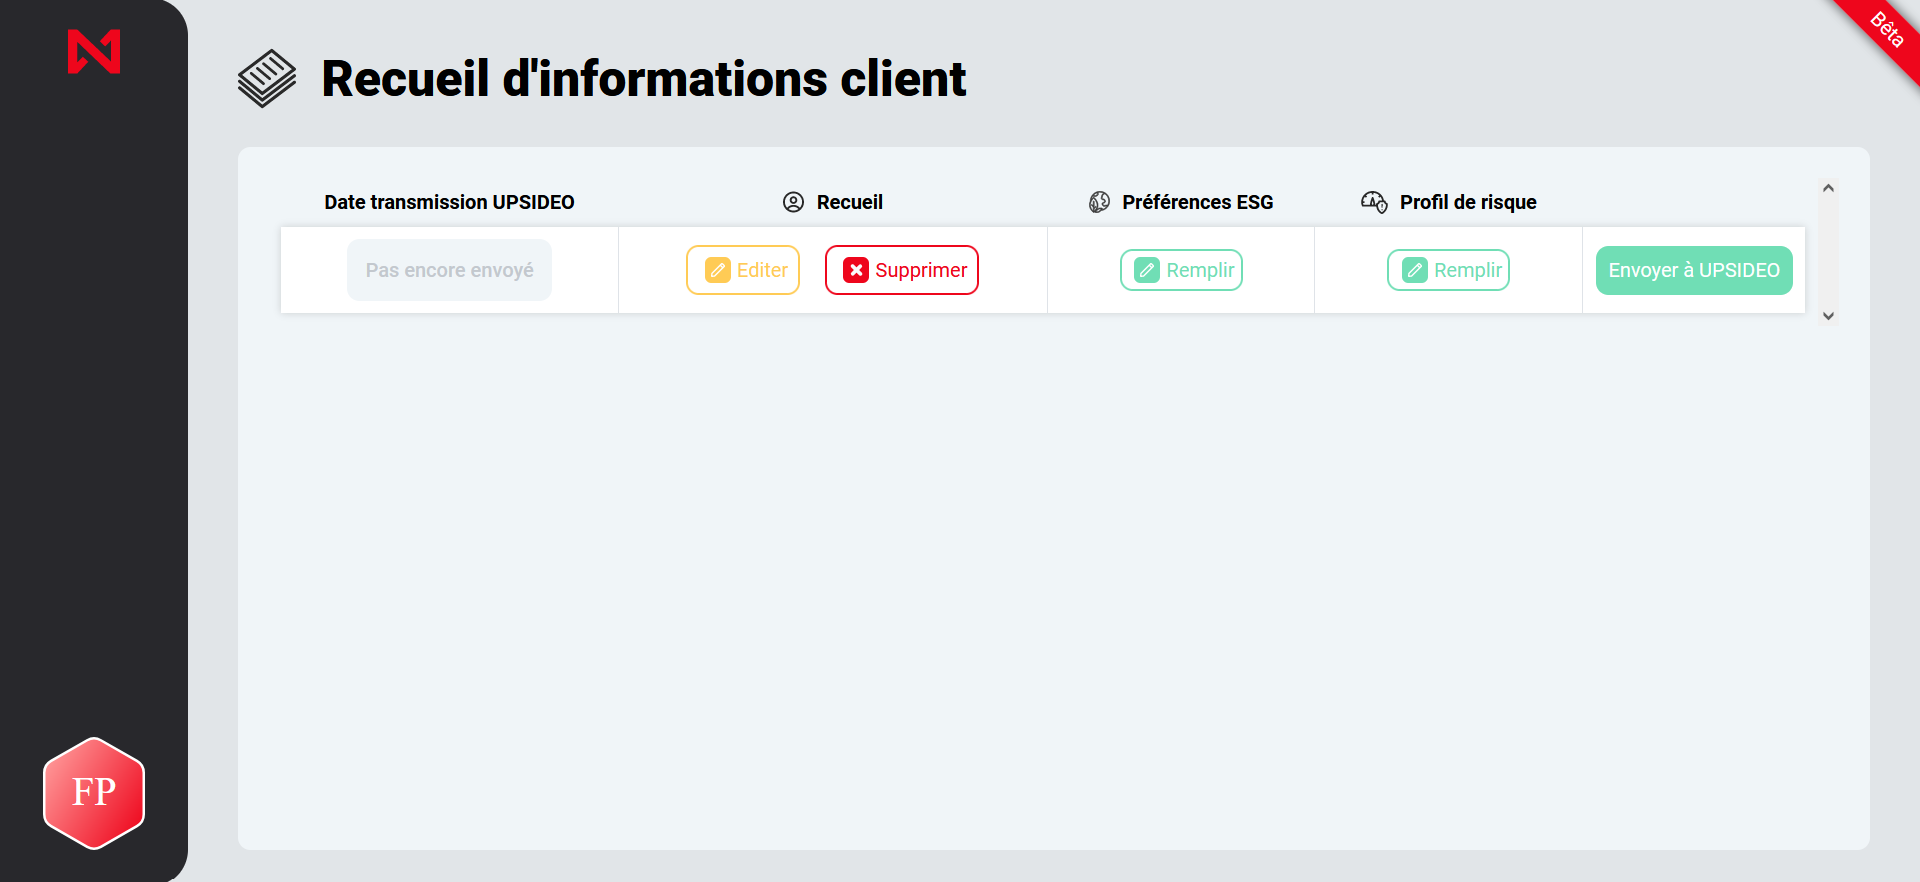 Bêta
Recueil d'informations client
Date transmission UPSIDEO Recueil Préférences ESG Profil de risque
Pas encore envoyé Editer Supprimer Remplir Remplir Envoyer à UPSIDEO
FP